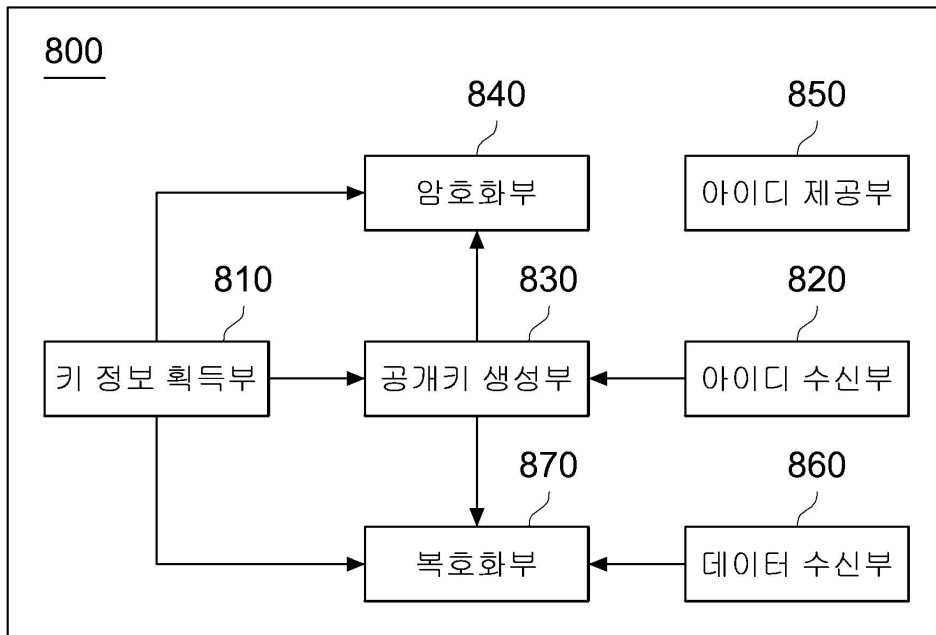 800
840
850
암호화부
아이디 제공부
810
830
820
키 정보 획득부
공개키 생성부
아이디 수신부
870
860
복호화부
데이터 수신부